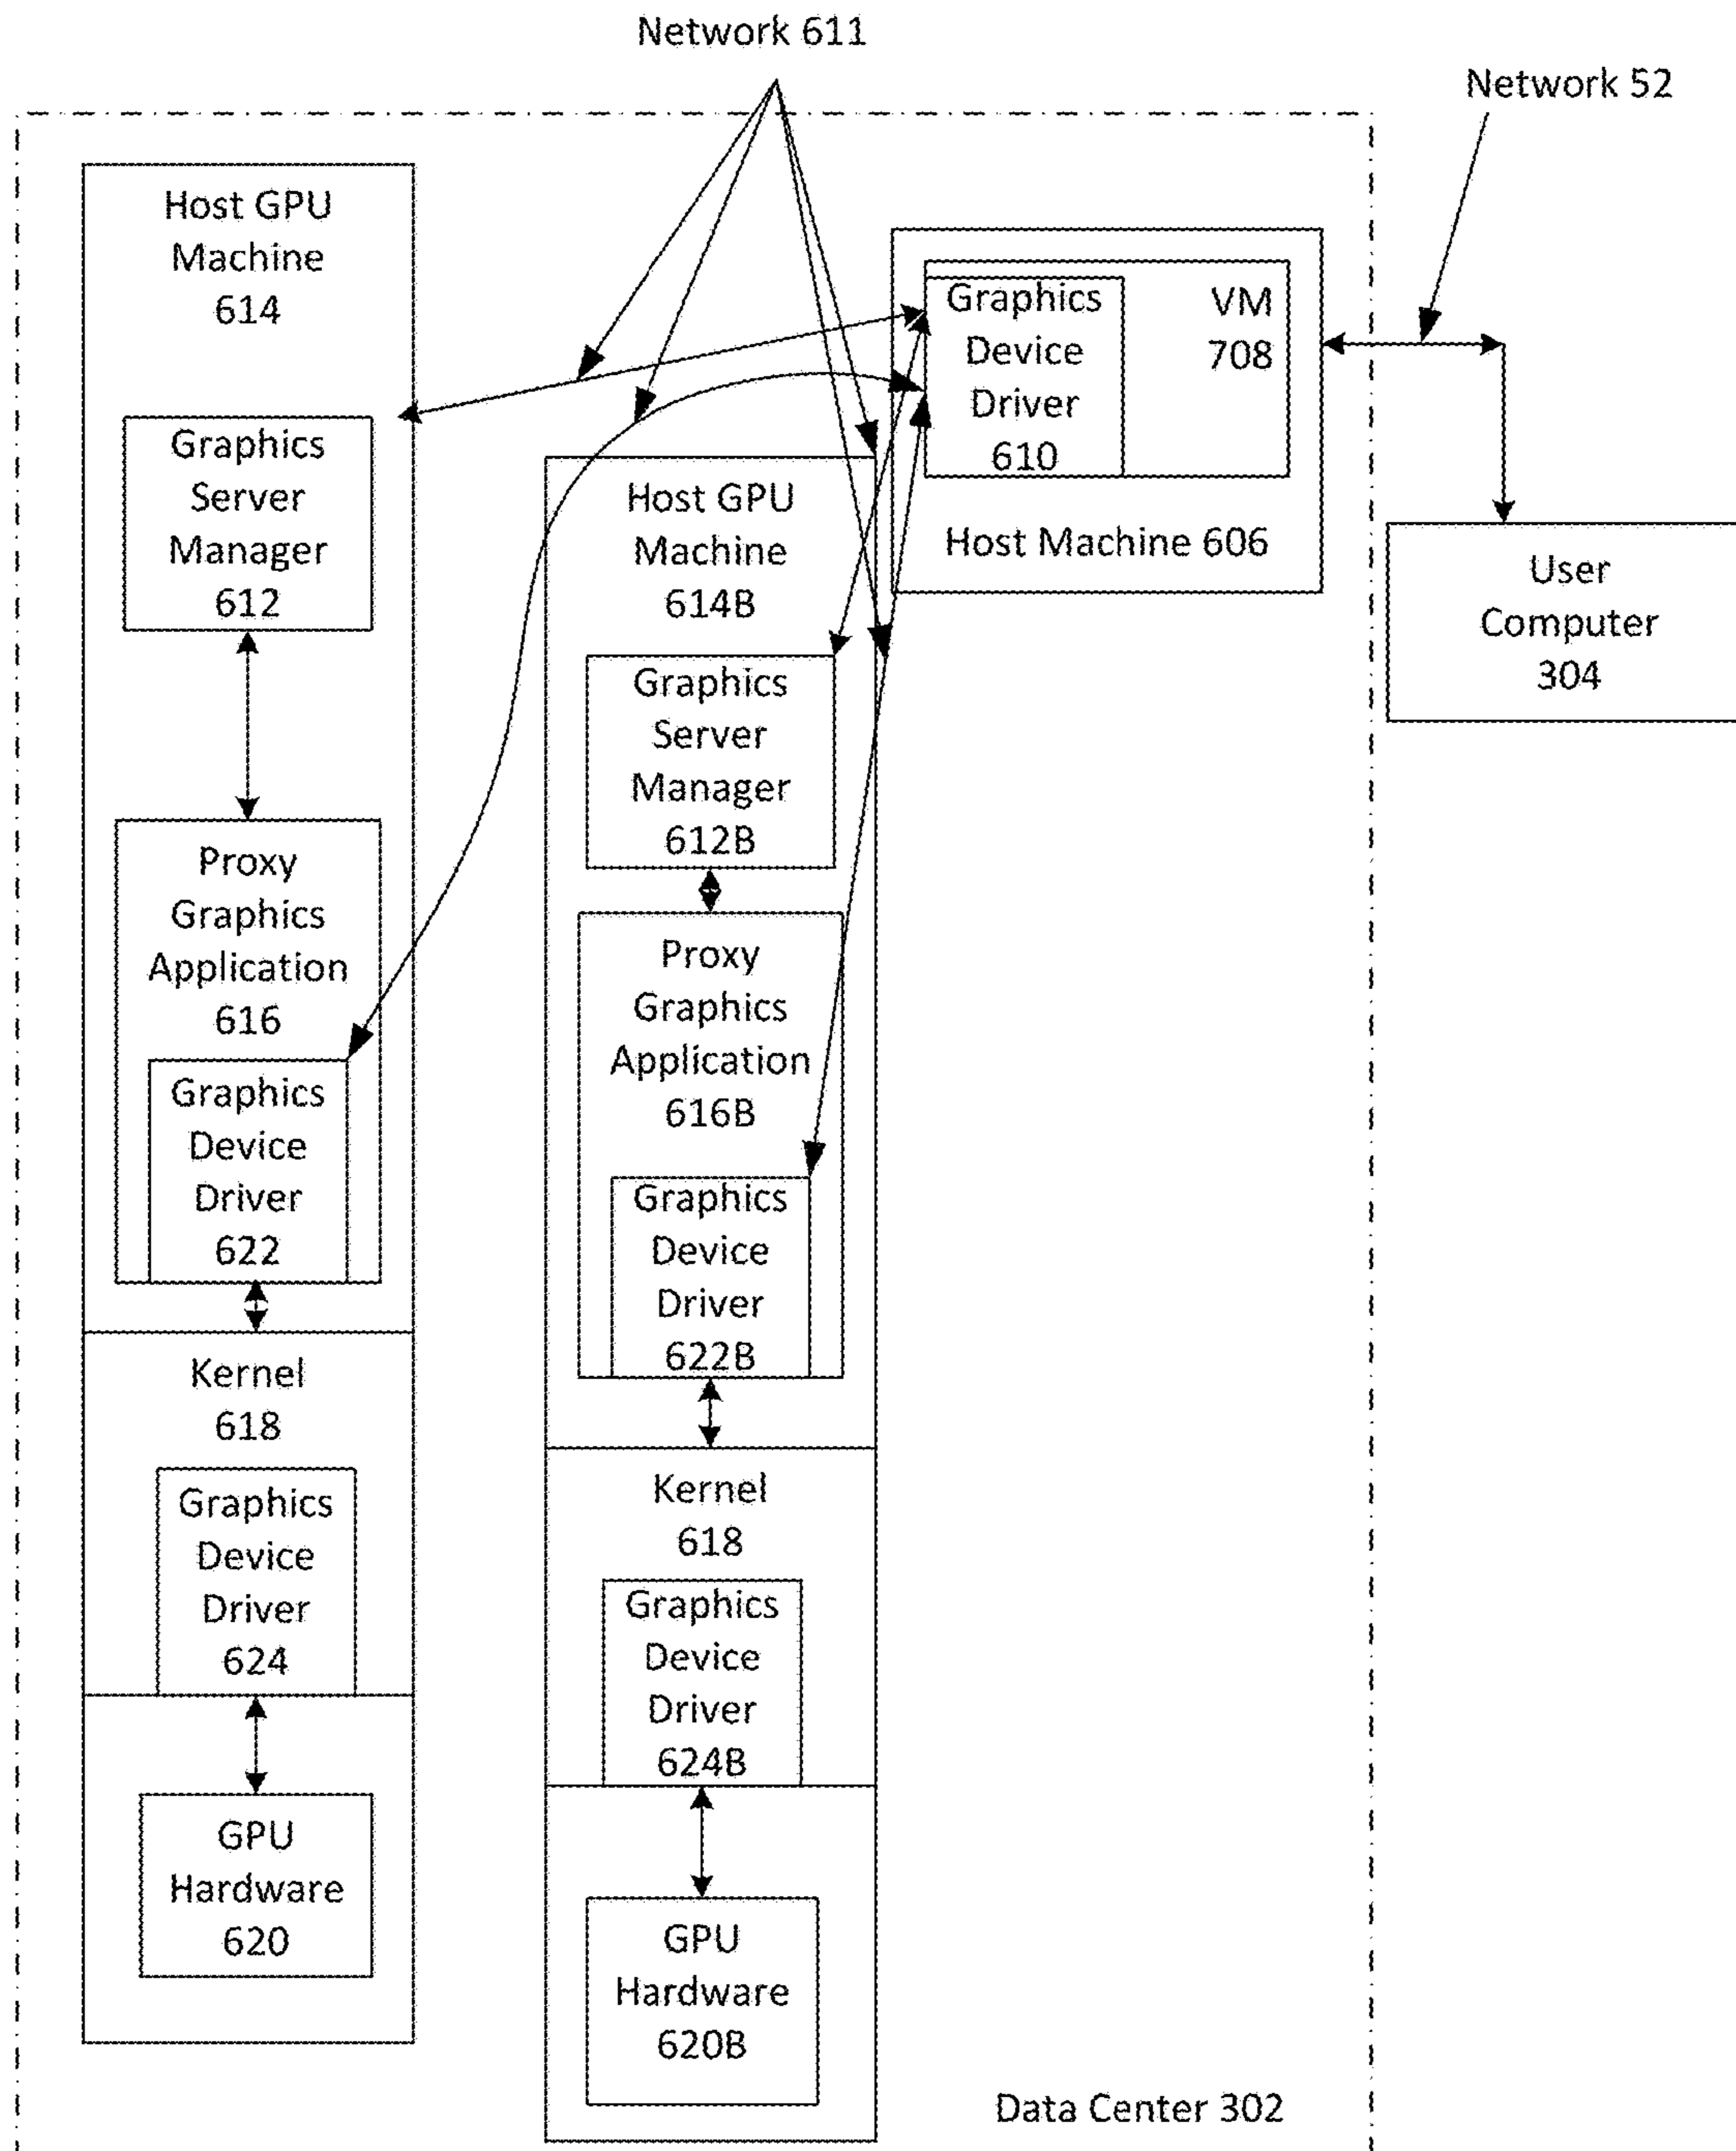 Network 611
Network 52
Host GPU
Machine
614
Graphics
Server
Manager
612
Proxy
Graphics
Application
616
Graphics
Device
Driver
622
Kernel
618
Graphics
Device
Driver
624
GPU
Hardware
620
Host GPU
Machine
614B
Graphics
Server
Manager
612B
Proxy
Graphics
Application
616B
Graphics
Device
Driver
622B
Kernel
618
Graphics
Device
Driver
624B
GPU
Hardware
620B
Graphics
Device
Driver
610
VM
708
Host Machine 606
User
Computer
304
Data Center 302